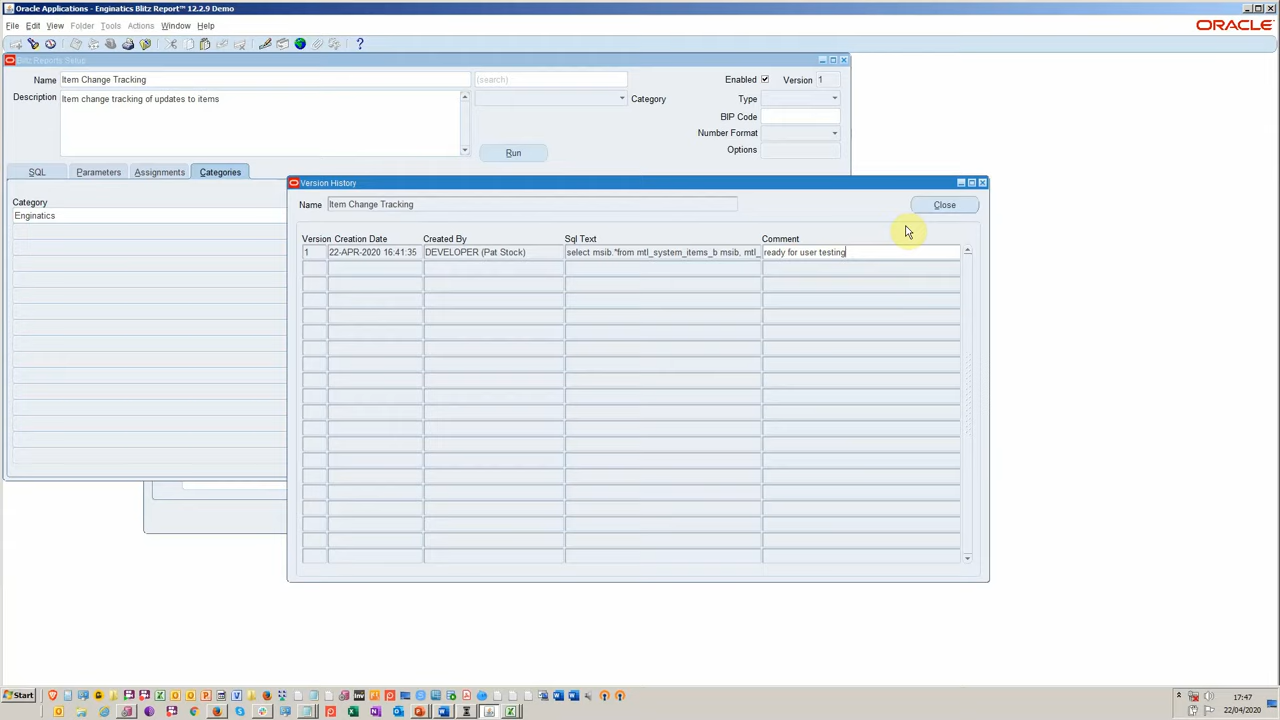 Oracle Applications - Enginatics Blitz Report™ 12.2.9 Demo
File Edit View Folder Tools Actions Window Help
ORACLE
Blitz Reports Setup
Name Item Change Tracking (search) Enabled Version 1
Description Item change tracking of updates to items Category Type
BIP Code
Number Format
Options
Run
SQL Parameters Assignments Categories
Category
Enginatics
Version History
Name Item Change Tracking Close
Version Creation Date Created By Sql Text Comment
1 22-APR-2020 16:41:35 DEVELOPER (Pat Stock) select msib.*from mtl_system_items_b msib, mtl_ ready for user testing
Start 17:47
22/04/2020